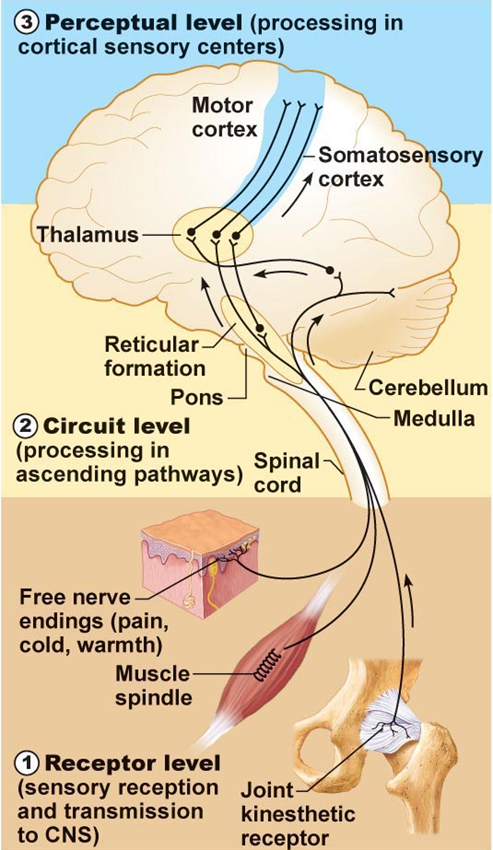 ③ Perceptual level (processing in
cortical sensory centers)
Motor
cortex
Somatosensory
cortex
Thalamus
Reticular
formation
Pons
Cerebellum
Medulla
② Circuit level
(processing in
ascending pathways)
Spinal
cord
Free nerve
endings (pain,
cold, warmth)
Muscle
spindle
① Receptor level
(sensory reception
and transmission
to CNS)
Joint
kinesthetic
receptor